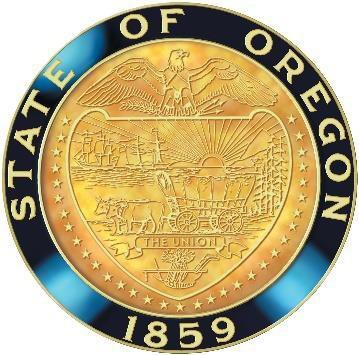 STATE OF OREGON
THE UNION
1859